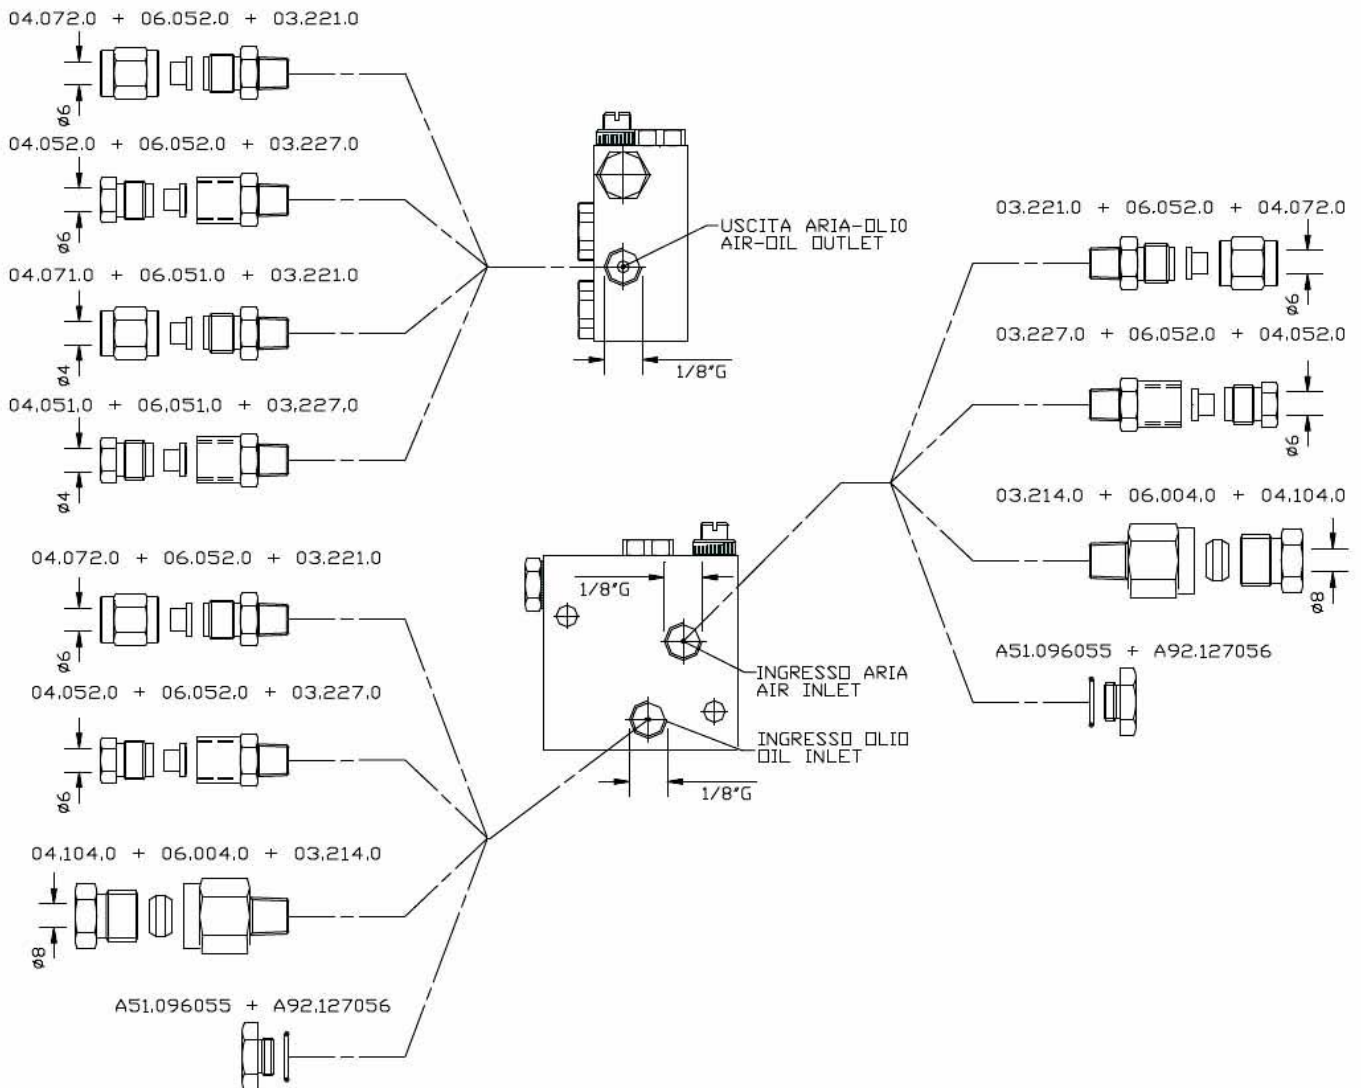 04.072.0 + 06.052.0 + 03.221.0
ø6
04.052.0 + 06.052.0 + 03.227.0
ø6
04.071.0 + 06.051.0 + 03.221.0
ø4
04.051.0 + 06.051.0 + 03.227.0
ø4
USCITA ARIA-OLIO
AIR-OIL OUTLET
1/8"G
03.221.0 + 06.052.0 + 04.072.0
ø6
03.227.0 + 06.052.0 + 04.052.0
ø6
03.214.0 + 06.004.0 + 04.104.0
ø8
A51.096055 + A92.127056
04.072.0 + 06.052.0 + 03.221.0
ø6
04.052.0 + 06.052.0 + 03.227.0
ø6
04.104.0 + 06.004.0 + 03.214.0
ø8
A51.096055 + A92.127056
1/8"G
INGRESSO ARIA
AIR INLET
INGRESSO OLIO
OIL INLET
1/8"G